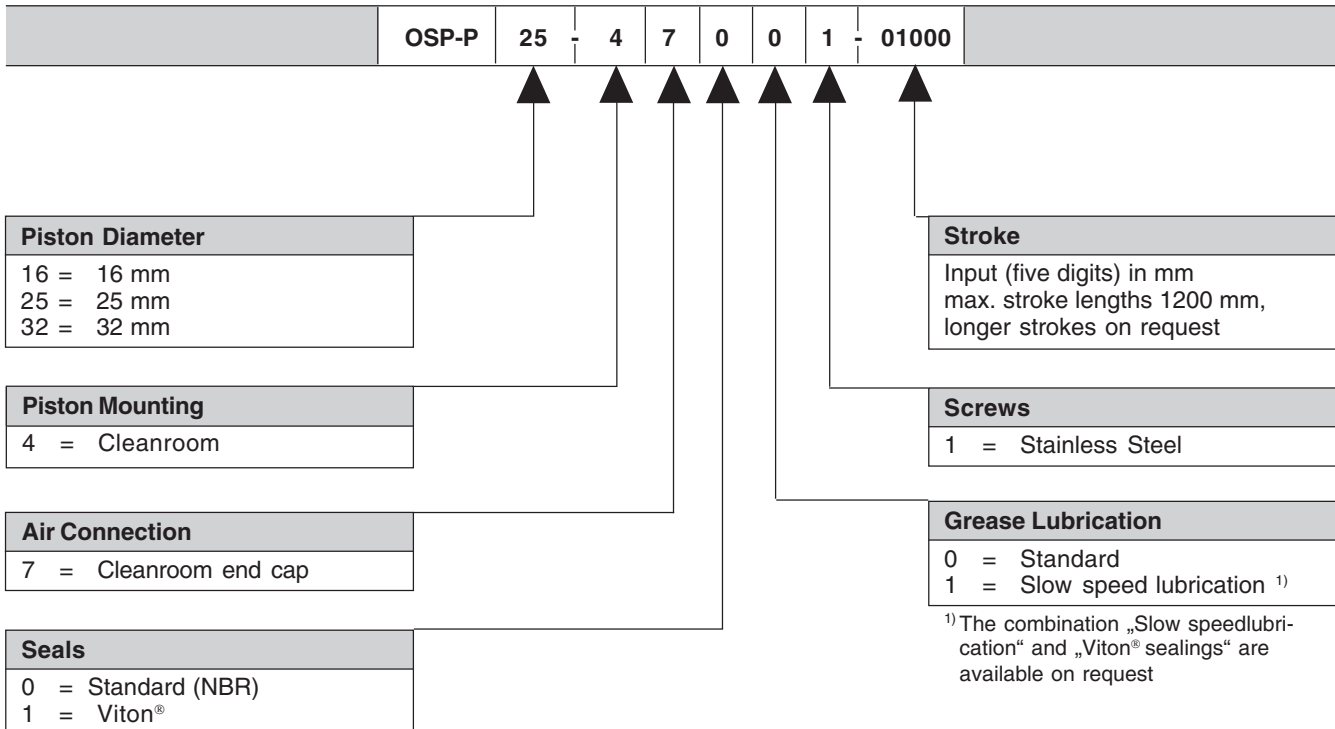 OSP-P 25 - 4 7 0 0 1 - 01000
Piston Diameter
16 = 16 mm
25 = 25 mm
32 = 32 mm
Piston Mounting
4 = Cleanroom
Air Connection
7 = Cleanroom end cap
Seals
0 = Standard (NBR)
1 = Viton®
Stroke
Input (five digits) in mm
max. stroke lengths 1200 mm,
longer strokes on request
Screws
1 = Stainless Steel
Grease Lubrication
0 = Standard
1 = Slow speed lubrication 1)
1) The combination „Slow speedlubri-
cation“ and „Viton® sealings“ are
available on request